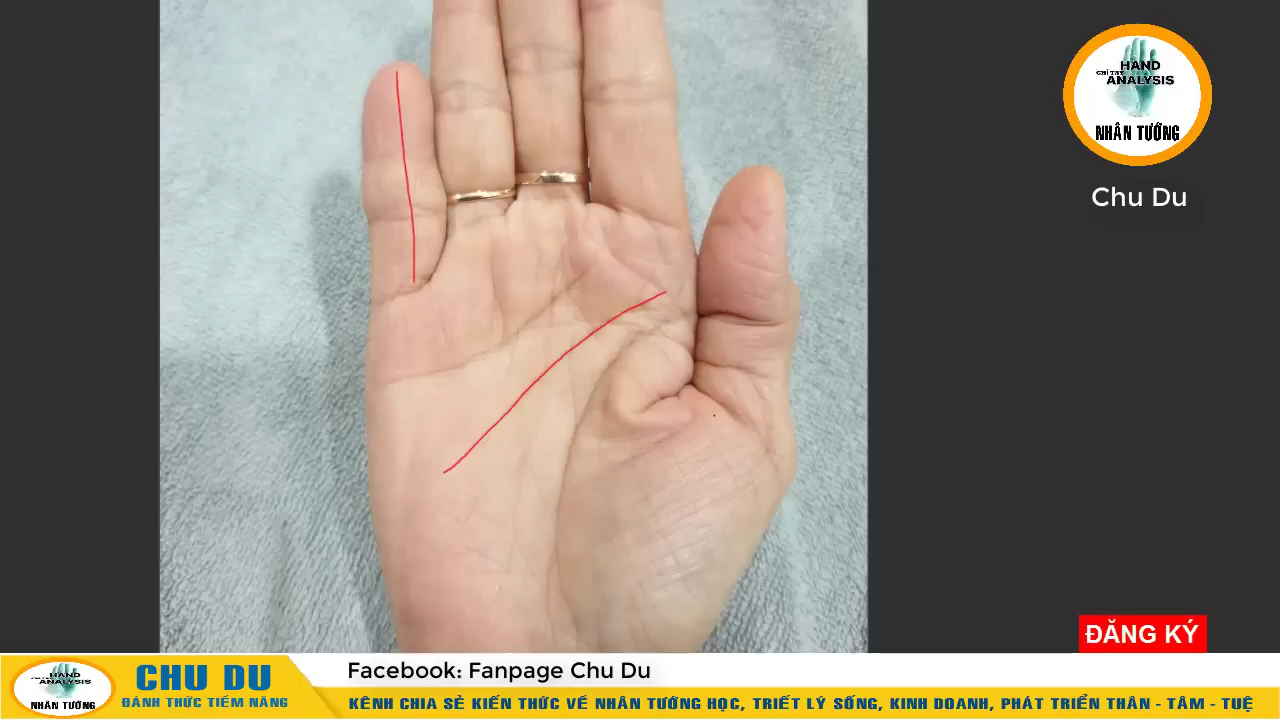 HAND
CHỈ TAY
ANALYSIS
NHÂN TƯỚNG
Chu Du
ĐĂNG KÝ
HAND
ANALYSIS
NHÂN TƯỚNG
CHU DU
ĐÁNH THỨC TIỀM NĂNG
Facebook: Fanpage Chu Du
KÊNH CHIA SẺ KIẾN THỨC VỀ NHÂN TƯỚNG HỌC, TRIẾT LÝ SỐNG, KINH DOANH, PHÁT TRIỂN THÂN - TÂM - TUỆ